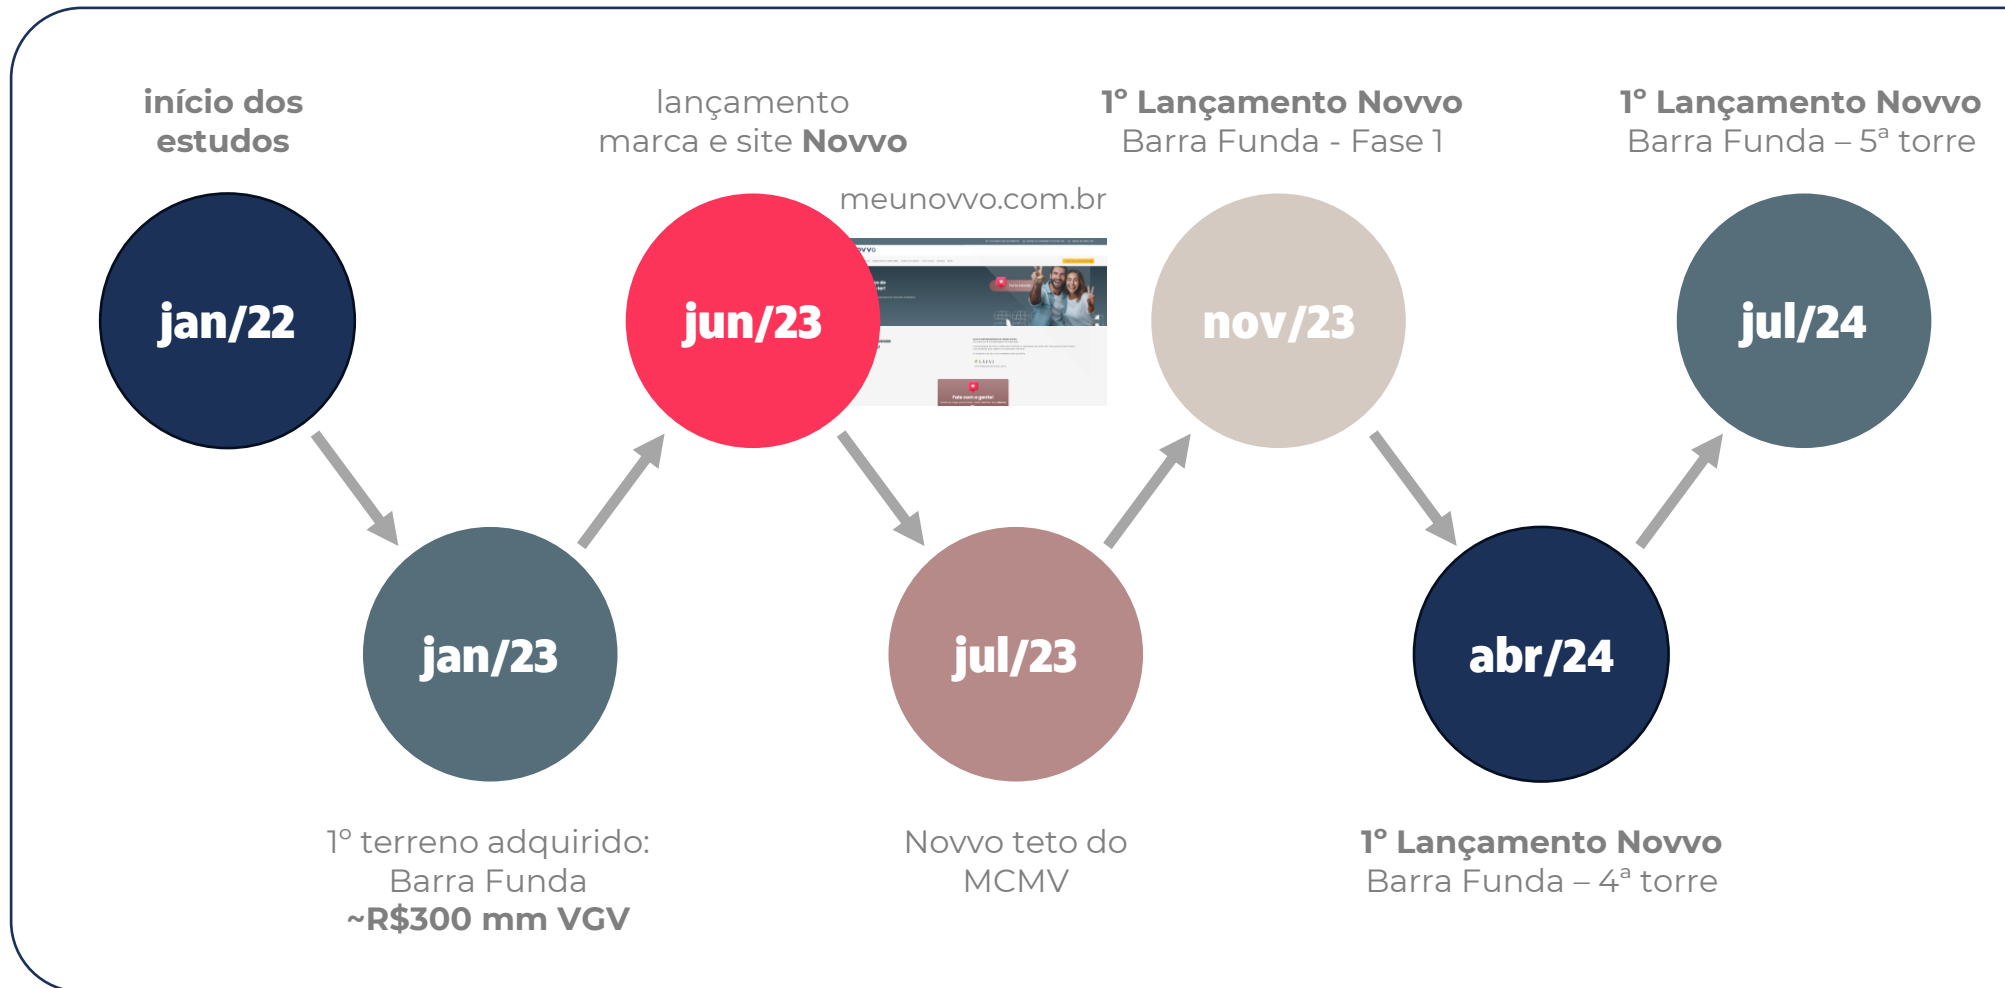 início dos
estudos
jan/22
1º terreno adquirido:
Barra Funda
~R$300 mm VGV
jan/23
lançamento
marca e site Novvo
meunovvo.com.br
jun/23
Fale com a gente!
Novvo teto do
MCMV
jul/23
1º Lançamento Novvo
Barra Funda - Fase 1
nov/23
1º Lançamento Novvo
Barra Funda – 4ª torre
abr/24
1º Lançamento Novvo
Barra Funda – 5ª torre
jul/24